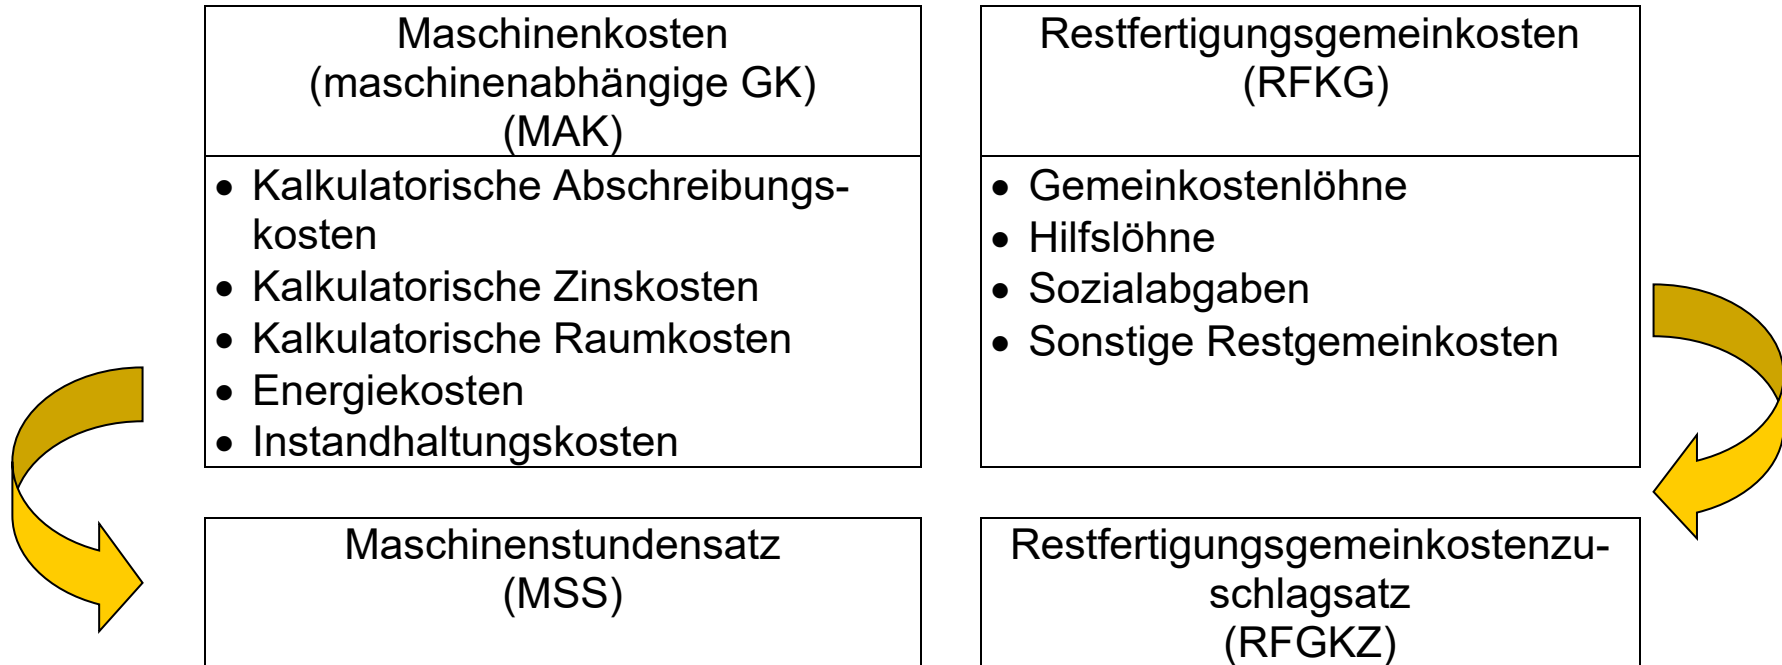 Maschinenkosten
(maschinenabhängige GK)
(MAK)
• Kalkulatorische Abschreibungs-
kosten
• Kalkulatorische Zinskosten
• Kalkulatorische Raumkosten
• Energiekosten
• Instandhaltungskosten
Restfertigungsgemeinkosten
(RFKG)
• Gemeinkostenlöhne
• Hilfslöhne
• Sozialabgaben
• Sonstige Restgemeinkosten
Maschinenstundensatz
(MSS)
Restfertigungsgemeinkostenzu-
schlagsatz
(RFGKZ)